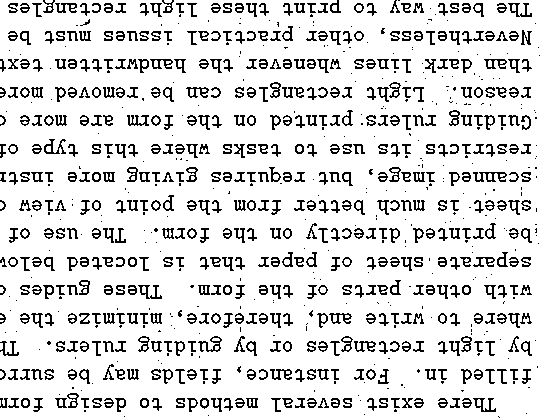 There exist several methods to design form
filled in. For instance, fields may be surro
by light rectangles or by guiding rulers. Th
where to write and, therefore, minimize the e
with other parts of the form. These guides c
separate sheet of paper that is located below
be printed directly on the form. The use of
sheet is much better from the point of view o
scanned image, but requires giving more instr
restricts its use to tasks where this type of
Guiding rulers printed on the form are more c
reason. Light rectangles can be removed more
than dark lines whenever the handwritten text
Nevertheless, other practical issues must be
The best way to print these light rectangles